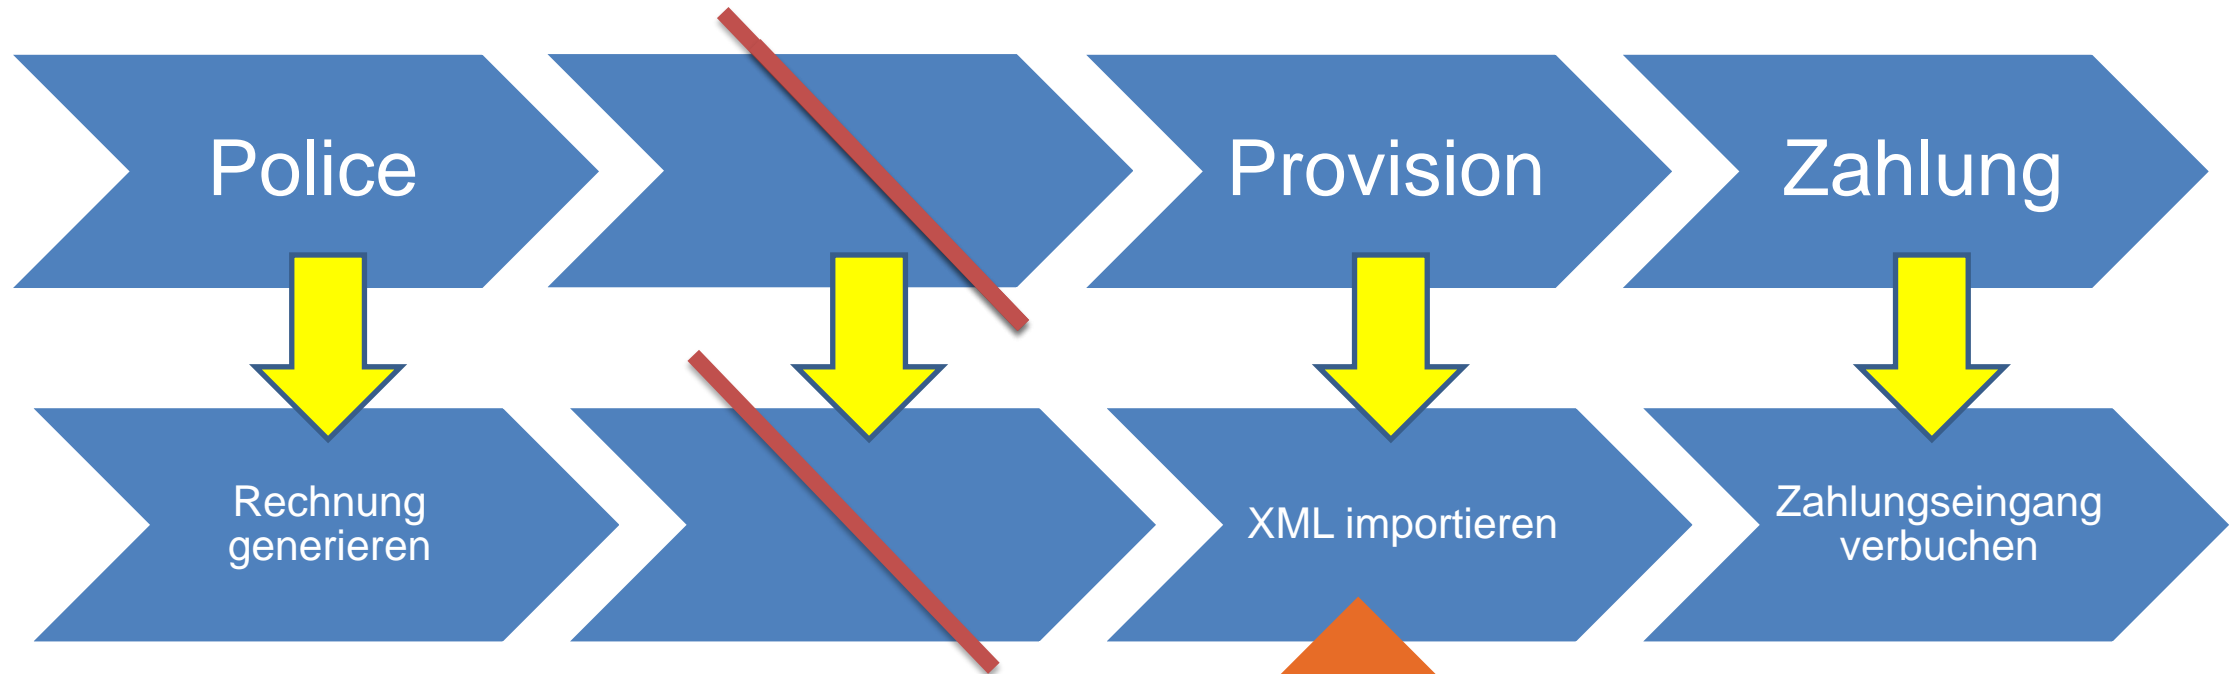 Police
Provision
Zahlung
Rechnung
generieren
XML importieren
Zahlungseingang
verbuchen